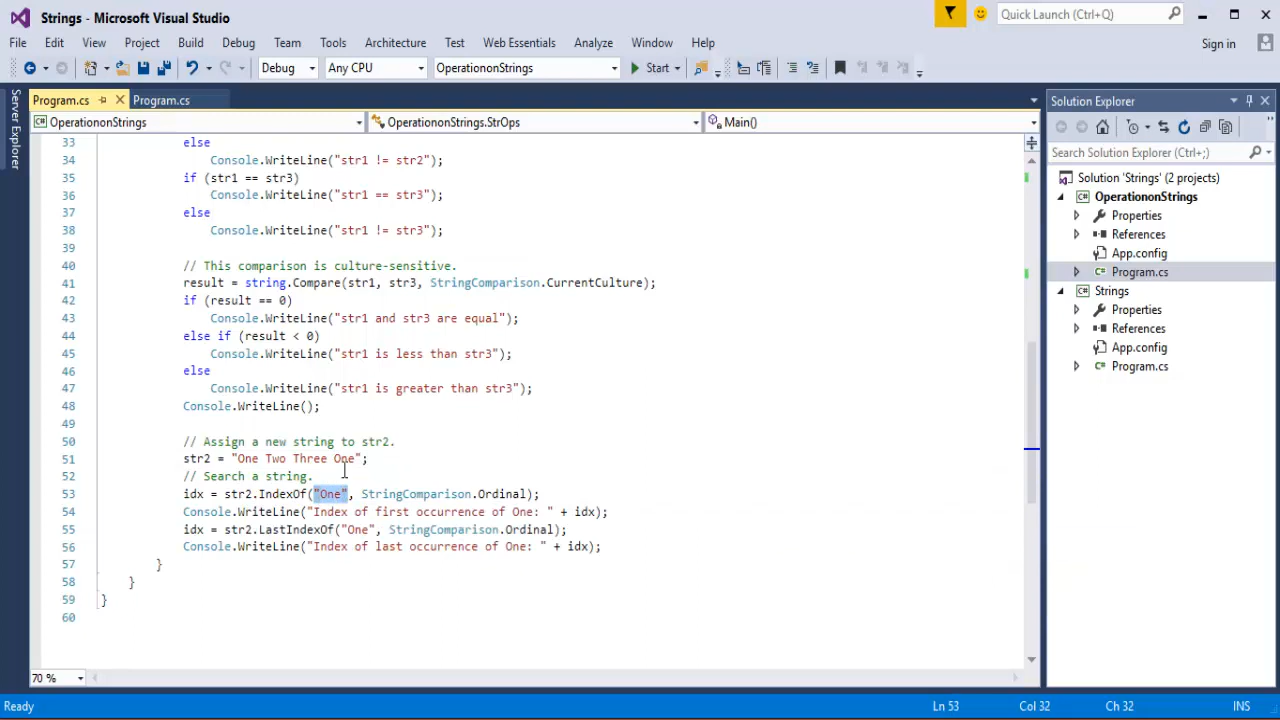 Strings - Microsoft Visual Studio
Quick Launch (Ctrl+Q)
File Edit View Project Build Debug Team Tools Architecture Test Web Essentials Analyze Window Help
Sign in
Debug Any CPU OperationonStrings Start
Server Explorer
Program.cs Program.cs
OperationonStrings OperationonStrings.StrOps Main()
33 else
34 Console.WriteLine("str1 != str2");
35 if (str1 == str3)
36 Console.WriteLine("str1 == str3");
37 else
38 Console.WriteLine("str1 != str3");
39
40 // This comparison is culture-sensitive.
41 result = string.Compare(str1, str3, StringComparison.CurrentCulture);
42 if (result == 0)
43 Console.WriteLine("str1 and str3 are equal");
44 else if (result < 0)
45 Console.WriteLine("str1 is less than str3");
46 else
47 Console.WriteLine("str1 is greater than str3");
48 Console.WriteLine();
49
50 // Assign a new string to str2.
51 str2 = "One Two Three One";
52 // Search a string.
53 idx = str2.IndexOf("One", StringComparison.Ordinal);
54 Console.WriteLine("Index of first occurrence of One: " + idx);
55 idx = str2.LastIndexOf("One", StringComparison.Ordinal);
56 Console.WriteLine("Index of last occurrence of One: " + idx);
57 }
58 }
59 }
60
70 %
Solution Explorer
Search Solution Explorer (Ctrl+;)
Solution 'Strings' (2 projects)
OperationonStrings
Properties
References
App.config
Program.cs
Strings
Properties
References
App.config
Program.cs
Ready Ln 53 Col 32 Ch 32 INS